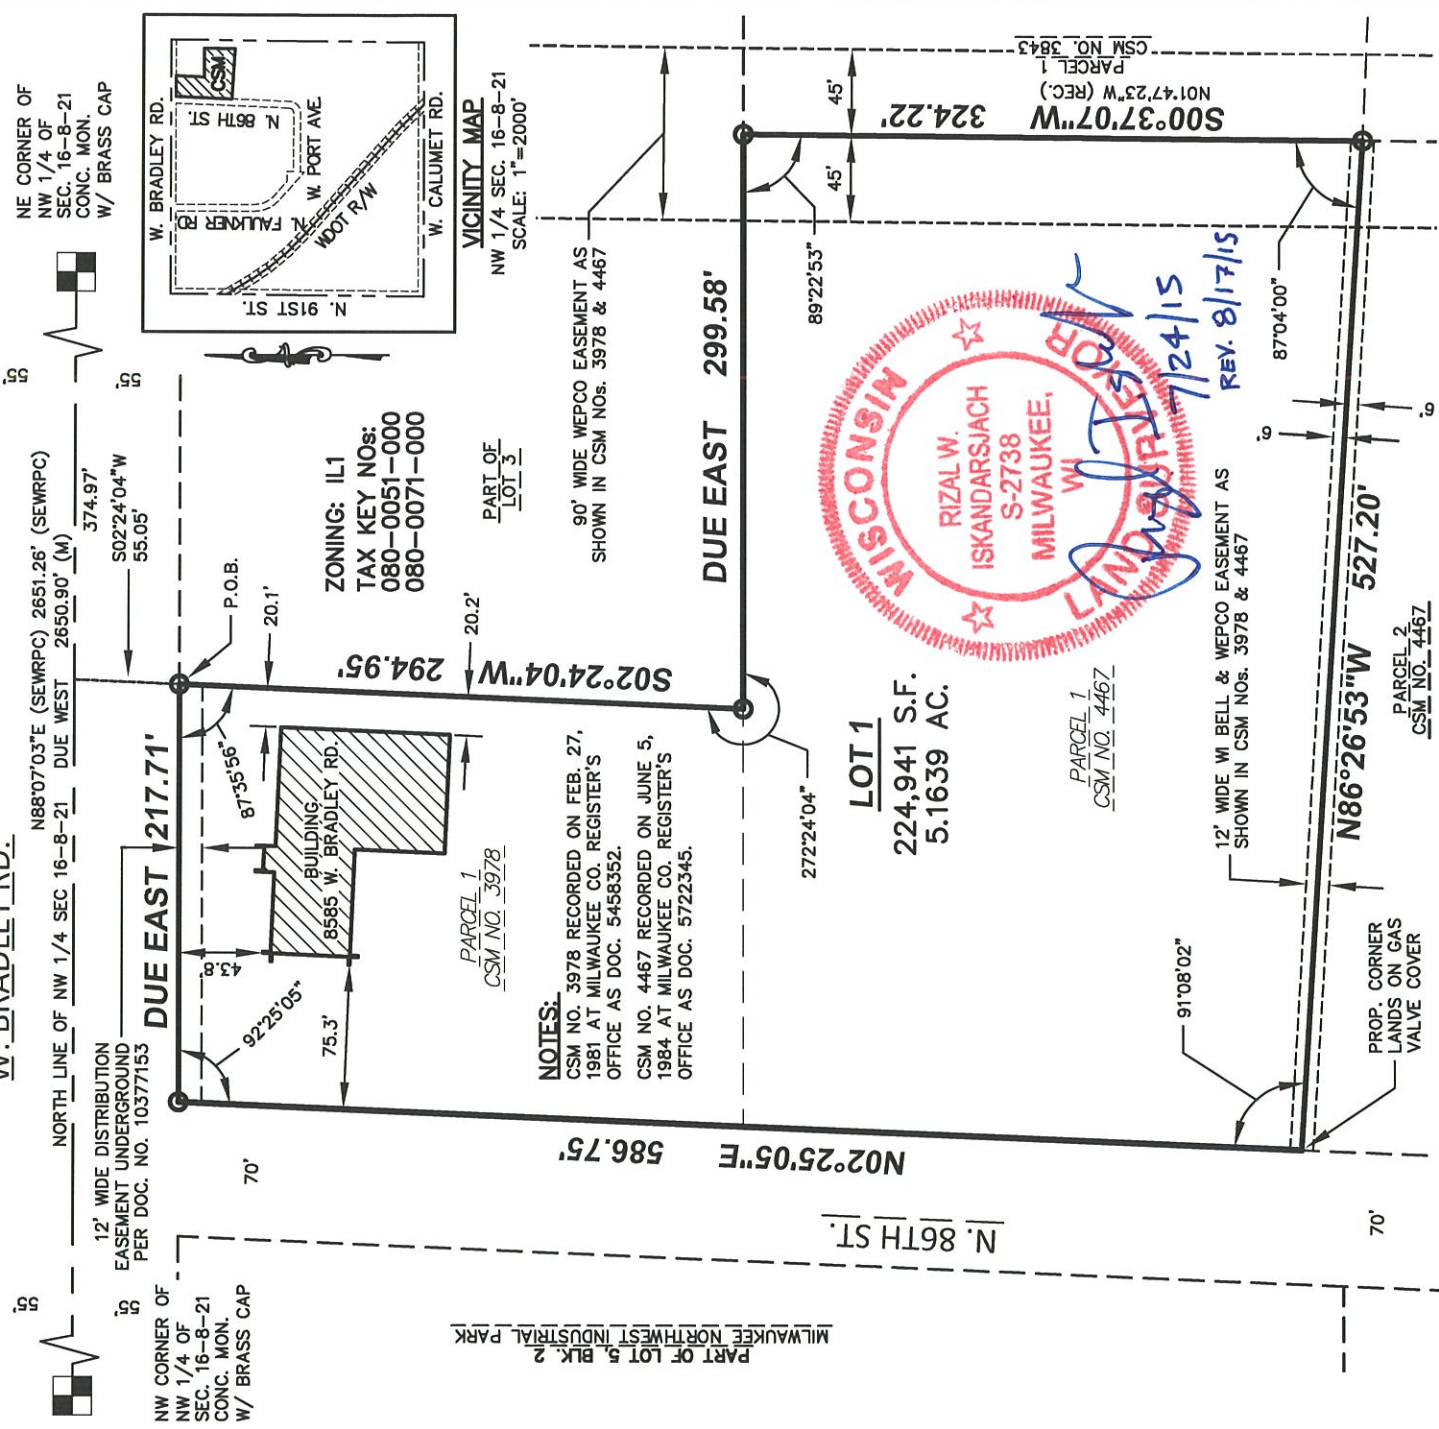 W. BRADLEY RD.
NE CORNER OF
NW 1/4 OF
SEC. 16-8-21
CONC. MON.
W/ BRASS CAP
W. BRADLEY RD.
N. 86TH ST.
CSM
W. PORT AVE.
N. FAULKNER RD
WDOT R/W
W. CALUMET RD.
N. 91ST ST.
VICINITY MAP
NW 1/4 SEC. 16-8-21
SCALE: 1"=2000'
55'
55'
N88°07'03"E (SEWRPC) 2651.26' (SEWRPC)
NORTH LINE OF NW 1/4 SEC 16-8-21 DUE WEST 2650.90' (M)
374.97'
S02°24'04"W
55.05'
P.O.B.
ZONING: IL1
TAX KEY NOs:
080-0051-000
080-0071-000
PART OF
LOT 3
20.1'
20.2'
S02°24'04"W 294.95'
DUE EAST 217.71'
87°35'56"
BUILDING
8585 W. BRADLEY RD.
43.8'
92°25'05"
75.3'
PARCEL 1
CSM NO. 3978
12' WIDE DISTRIBUTION
EASEMENT UNDERGROUND
PER DOC. NO. 10377153
70'
55'
55'
NW CORNER OF
NW 1/4 OF
SEC. 16-8-21
CONC. MON.
W/ BRASS CAP
NOTES:
CSM NO. 3978 RECORDED ON FEB. 27,
1981 AT MILWAUKEE CO. REGISTER'S
OFFICE AS DOC. 5458352.
CSM NO. 4467 RECORDED ON JUNE 5,
1984 AT MILWAUKEE CO. REGISTER'S
OFFICE AS DOC. 5722345.
90' WIDE WEPCO EASEMENT AS
SHOWN IN CSM NOs. 3978 & 4467
DUE EAST 299.58'
45'
45'
89°22'53"
S00°37'07"W 324.22'
N01°47'23"W (REC.)
PARCEL 1
CSM NO. 3843
272°24'04"
LOT 1
224,941 S.F.
5.1639 AC.
WISCONSIN
RIZAL W.
ISKANDARSJACH
S-2738
MILWAUKEE,
WI
LAND SURVEYOR
7/24/15
REV. 8/17/15
87°04'00"
PARCEL 1
CSM NO. 4467
12' WIDE WI BELL & WEPCO EASEMENT AS
SHOWN IN CSM NOs. 3978 & 4467
6'
6'
N86°26'53"W 527.20'
PARCEL 2
CSM NO. 4467
91°08'02"
PROP. CORNER
LANDS ON GAS
VALVE COVER
N02°25'05"E 586.75'
N. 86TH ST.
70'
PART OF LOT 5, BLK. 2
MILWAUKEE NORTHWEST INDUSTRIAL PARK